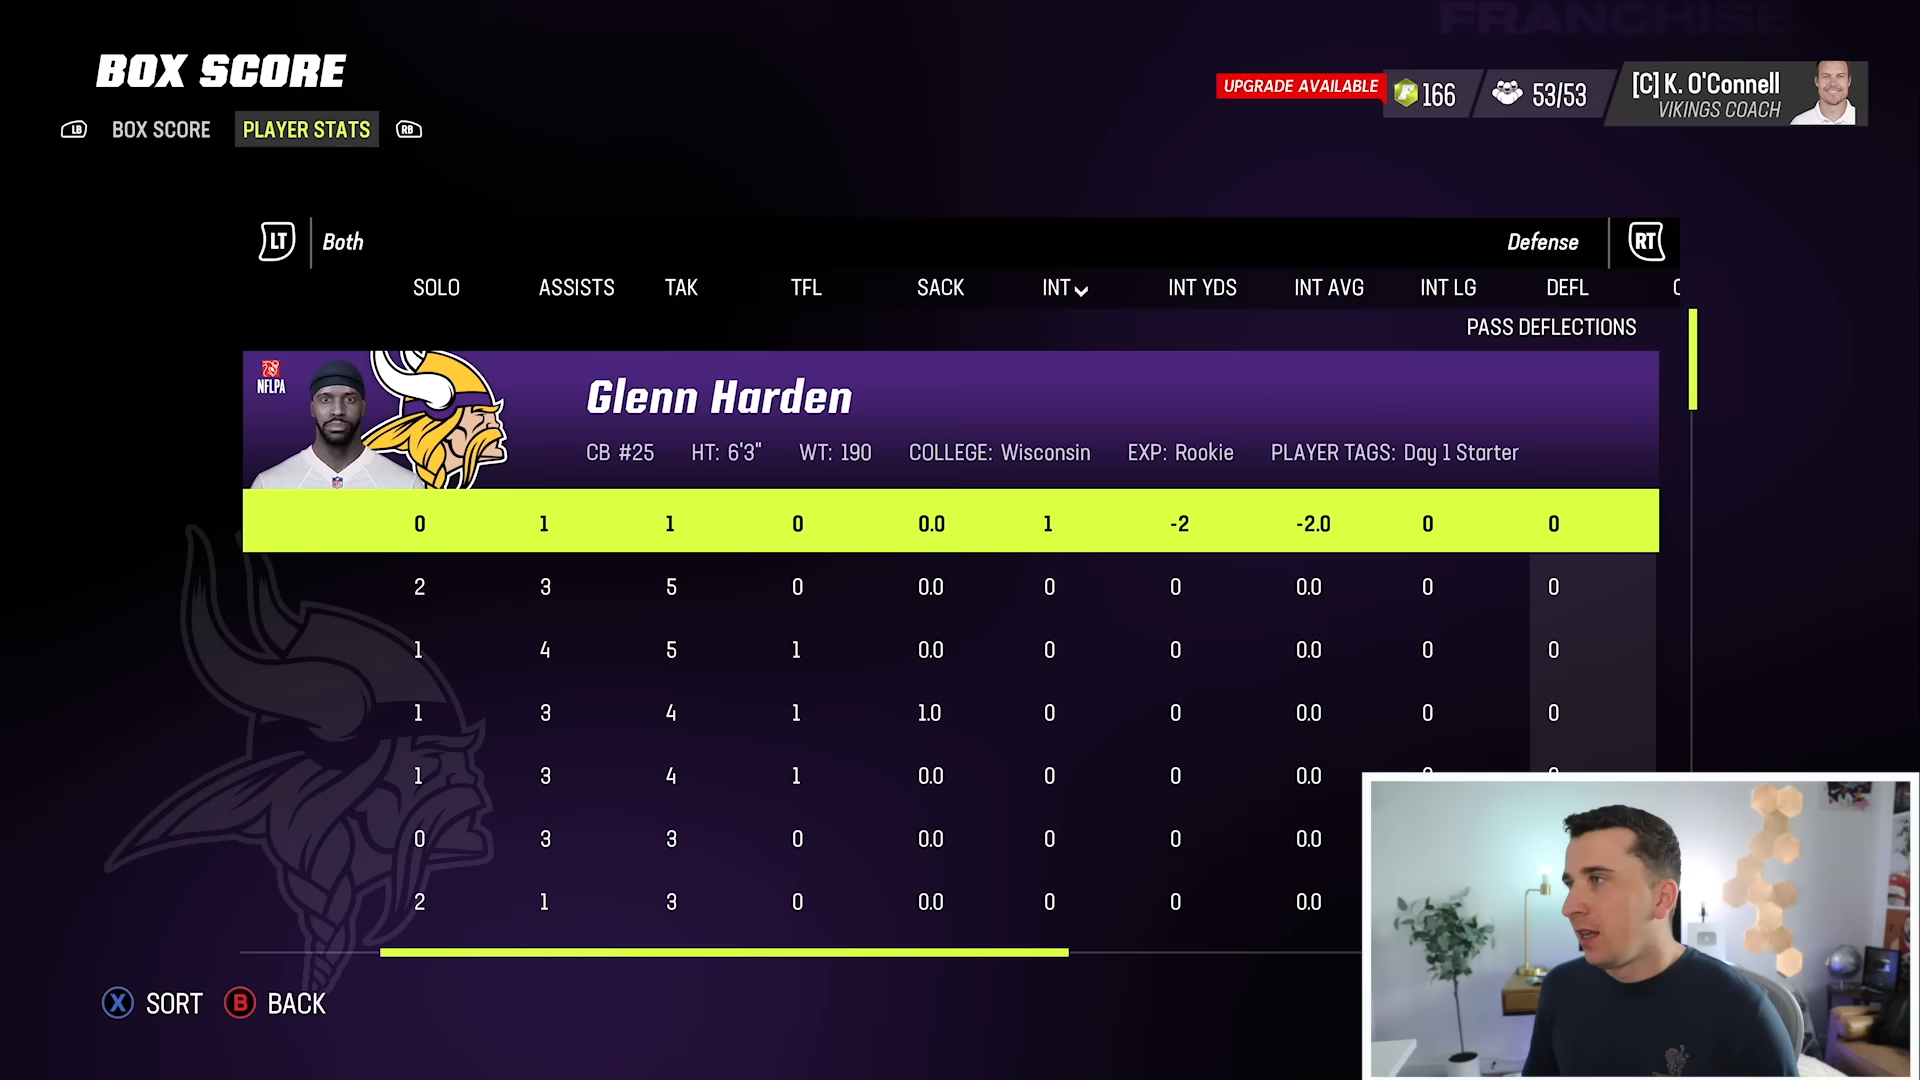 FRANCHISE
BOX SCORE
UPGRADE AVAILABLE 166 53/53 [C] K. O'Connell
VIKINGS COACH
LB BOX SCORE PLAYER STATS RB
LT Both Defense RT
SOLO ASSISTS TAK TFL SACK INT INT YDS INT AVG INT LG DEFL
PASS DEFLECTIONS
NFLPA
Glenn Harden
CB #25 HT: 6'3" WT: 190 COLLEGE: Wisconsin EXP: Rookie PLAYER TAGS: Day 1 Starter
0 1 1 0 0.0 1 -2 -2.0 0 0
2 3 5 0 0.0 0 0 0.0 0 0
1 4 5 1 0.0 0 0 0.0 0 0
1 3 4 1 1.0 0 0 0.0 0 0
1 3 4 1 0.0 0 0 0.0
0 3 3 0 0.0 0 0 0.0
2 1 3 0 0.0 0 0 0.0
X SORT B BACK